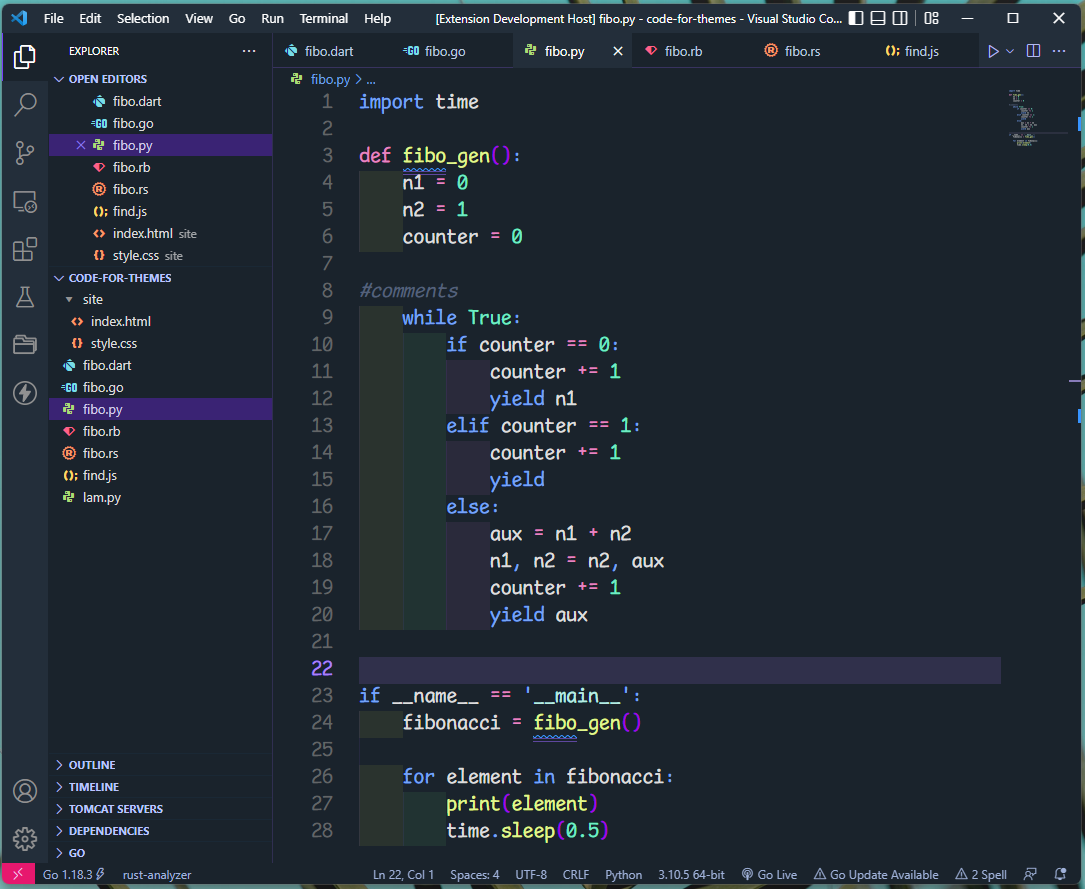 File Edit Selection View Go Run Terminal Help [Extension Development Host] fibo.py - code-for-themes - Visual Studio Co...
EXPLORER ...
fibo.dart fibo.go fibo.py fibo.rb fibo.rs find.js
OPEN EDITORS
fibo.dart
fibo.go
fibo.py
fibo.rb
fibo.rs
find.js
index.html site
style.css site
CODE-FOR-THEMES
site
index.html
style.css
fibo.dart
fibo.go
fibo.py
fibo.rb
fibo.rs
find.js
lam.py
OUTLINE
TIMELINE
TOMCAT SERVERS
DEPENDENCIES
GO
fibo.py > ...
1 import time
2
3 def fibo_gen():
4 n1 = 0
5 n2 = 1
6 counter = 0
7
8 #comments
9 while True:
10 if counter == 0:
11 counter += 1
12 yield n1
13 elif counter == 1:
14 counter += 1
15 yield
16 else:
17 aux = n1 + n2
18 n1, n2 = n2, aux
19 counter += 1
20 yield aux
21
22
23 if __name__ == '__main__':
24 fibonacci = fibo_gen()
25
26 for element in fibonacci:
27 print(element)
28 time.sleep(0.5)
Go 1.18.3 rust-analyzer Ln 22, Col 1 Spaces: 4 UTF-8 CRLF Python 3.10.5 64-bit Go Live Go Update Available 2 Spell